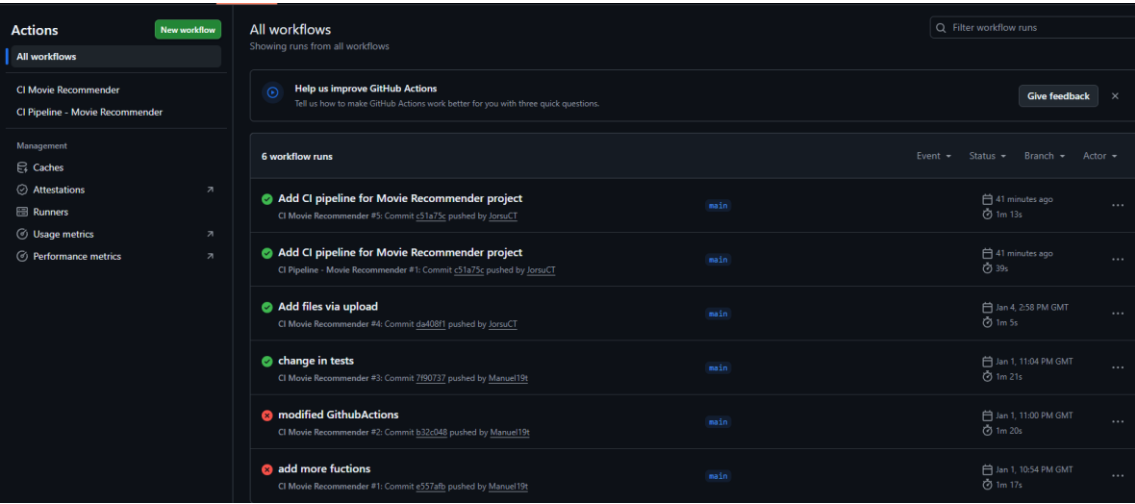 Actions
New workflow
All workflows
CI Movie Recommender
CI Pipeline - Movie Recommender
Management
Caches
Attestations
Runners
Usage metrics
Performance metrics
All workflows
Showing runs from all workflows
Filter workflow runs
Help us improve GitHub Actions
Tell us how to make GitHub Actions work better for you with three quick questions.
Give feedback
6 workflow runs
Event Status Branch Actor
Add CI pipeline for Movie Recommender project
CI Movie Recommender #5: Commit c51a75c pushed by JorsuCT
main
41 minutes ago
1m 13s
Add CI pipeline for Movie Recommender project
CI Pipeline - Movie Recommender #1: Commit c51a75c pushed by JorsuCT
main
41 minutes ago
39s
Add files via upload
CI Movie Recommender #4: Commit da408f1 pushed by JorsuCT
main
Jan 4, 2:58 PM GMT
1m 5s
change in tests
CI Movie Recommender #3: Commit 7f90737 pushed by Manuel19t
main
Jan 1, 11:04 PM GMT
1m 21s
modified GithubActions
CI Movie Recommender #2: Commit b32c048 pushed by Manuel19t
main
Jan 1, 11:00 PM GMT
1m 20s
add more fuctions
CI Movie Recommender #1: Commit e557afb pushed by Manuel19t
main
Jan 1, 10:54 PM GMT
1m 17s